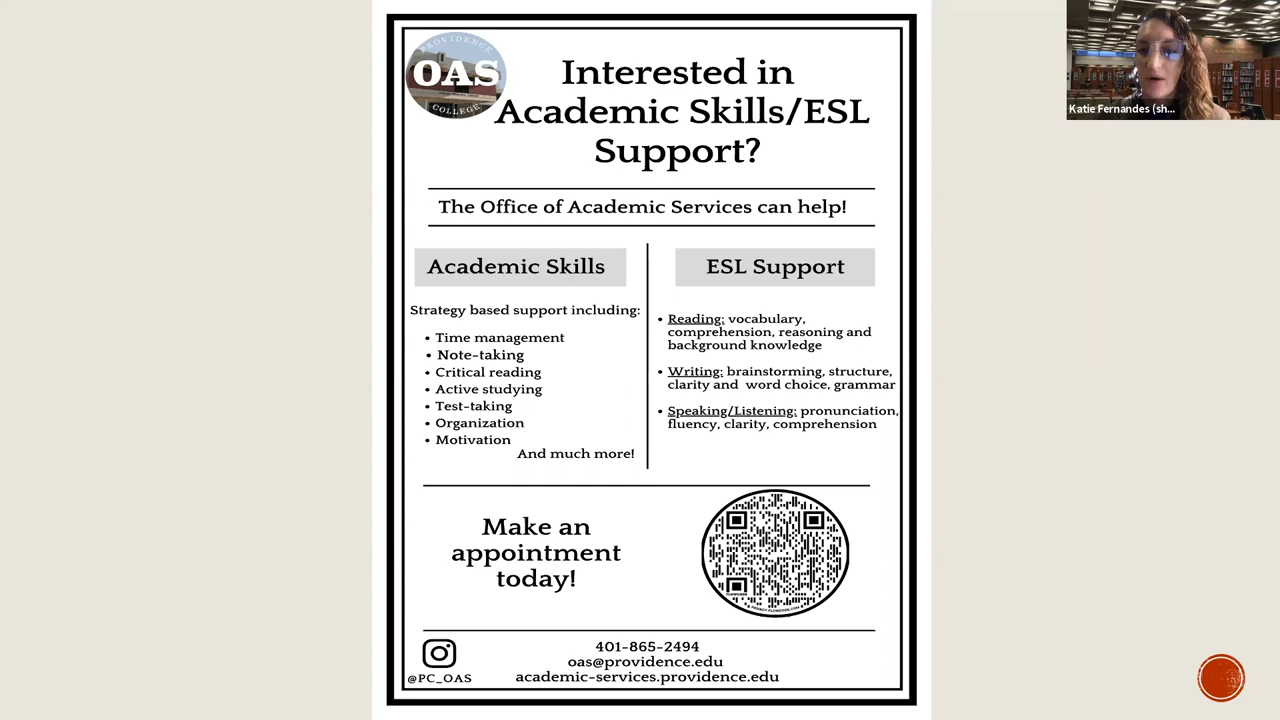 PROVIDENCE
OAS
COLLEGE
Interested in
Academic Skills/ESL
Support?
The Office of Academic Services can help!
Academic Skills
Strategy based support including:
• Time management
• Note-taking
• Critical reading
• Active studying
• Test-taking
• Organization
• Motivation
And much more!
ESL Support
• Reading: vocabulary,
comprehension, reasoning and
background knowledge
• Writing: brainstorming, structure,
clarity and word choice, grammar
• Speaking/Listening: pronunciation,
fluency, clarity, comprehension
Make an
appointment
today!
@PC_OAS
401-865-2494
oas@providence.edu
academic-services.providence.edu
Katie Fernandes (sh...